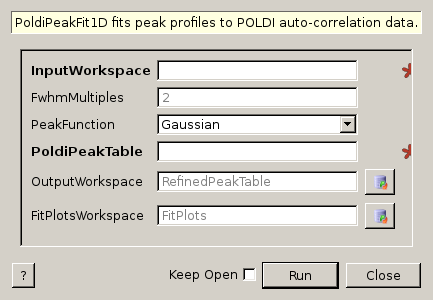 PoldiPeakFit1D fits peak profiles to POLDI auto-correlation data.
InputWorkspace
FwhmMultiples 2
PeakFunction Gaussian
PoldiPeakTable
OutputWorkspace RefinedPeakTable
FitPlotsWorkspace FitPlots
? Keep Open Run Close